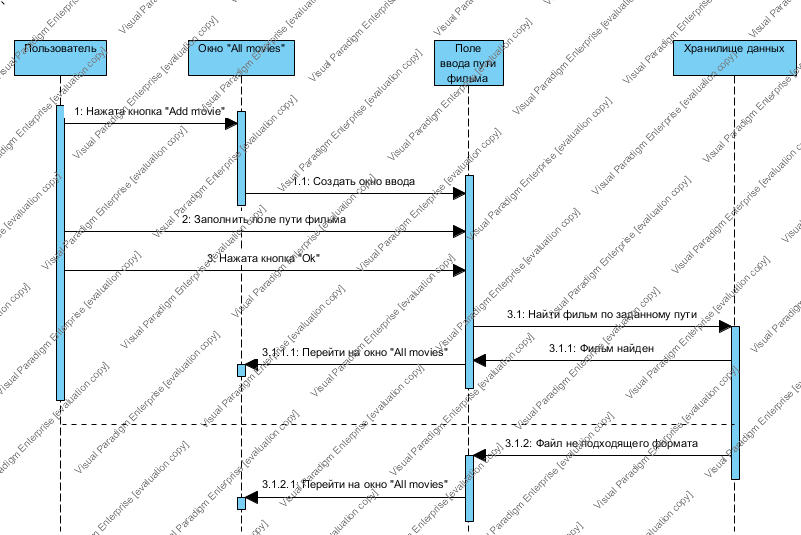 Пользователь
Окно "All movies"
Поле
ввода пути
фильма
Хранилище данных
1: Нажата кнопка "Add movie"
1.1: Создать окно ввода
2: Заполнить поле пути фильма
3: Нажата кнопка "Ok"
3.1: Найти фильм по заданному пути
3.1.1: Фильм найден
3.1.1.1: Перейти на окно "All movies"
3.1.2: Файл не подходящего формата
3.1.2.1: Перейти на окно "All movies"
Visual Paradigm Enterprise [evaluation copy]